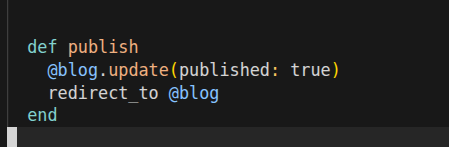 def publish
  @blog.update(published: true)
  redirect_to @blog
end